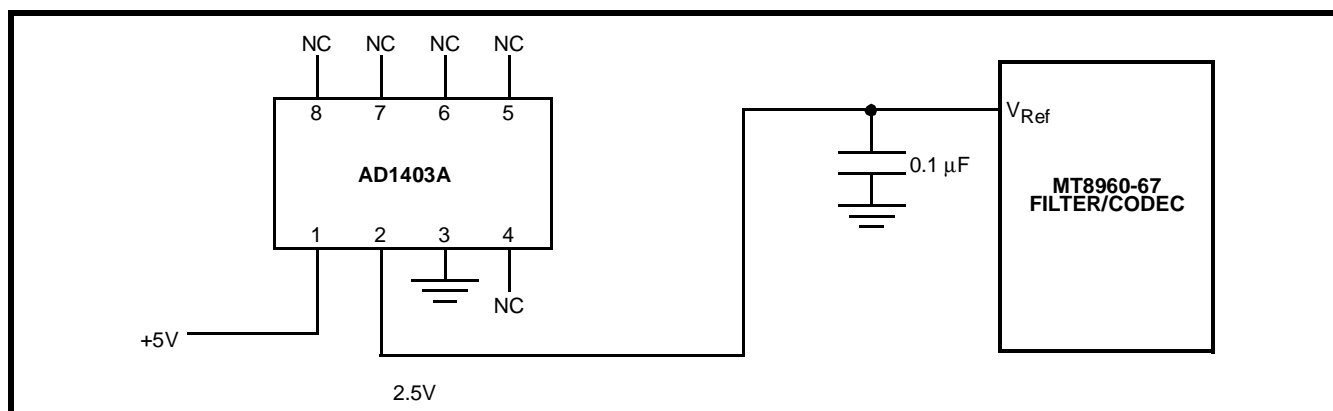 NC NC NC NC
8 7 6 5
AD1403A
1 2 3 4
NC
+5V
2.5V
0.1 μF
VRef
MT8960-67
FILTER/CODEC